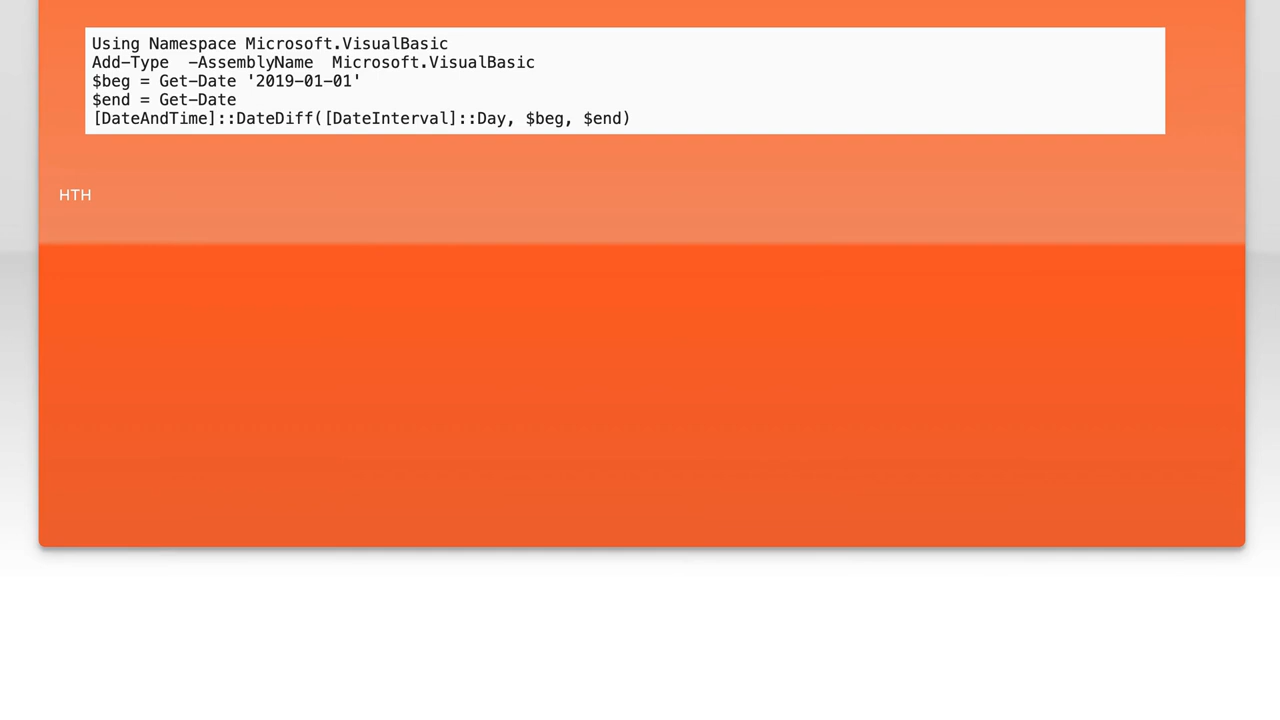 Using Namespace Microsoft.VisualBasic
Add-Type  -AssemblyName  Microsoft.VisualBasic
$beg = Get-Date '2019-01-01'
$end = Get-Date
[DateAndTime]::DateDiff([DateInterval]::Day, $beg, $end)
HTH